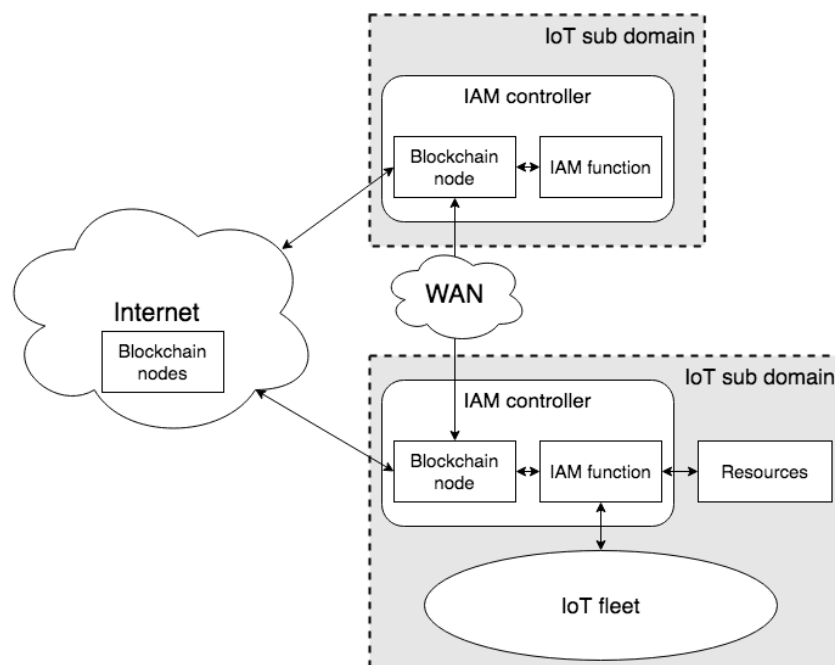 IoT sub domain
IAM controller
Blockchain
node
IAM function
WAN
Internet
Blockchain
nodes
IoT sub domain
IAM controller
Blockchain
node
IAM function
Resources
IoT fleet